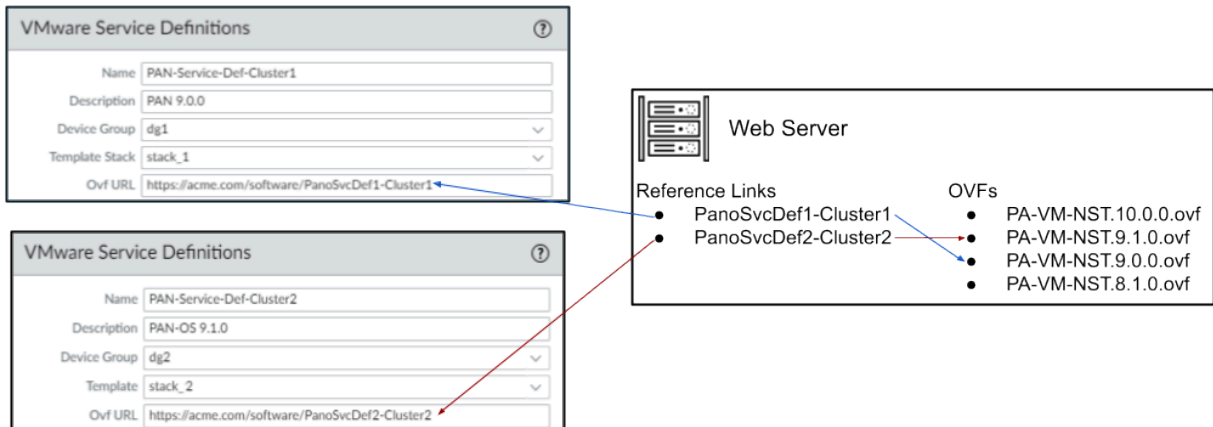 VMware Service Definitions
Name PAN-Service-Def-Cluster1
Description PAN 9.0.0
Device Group dg1
Template Stack stack_1
Ovf URL https://acme.com/software/PanoSvcDef1-Cluster1
VMware Service Definitions
Name PAN-Service-Def-Cluster2
Description PAN-OS 9.1.0
Device Group dg2
Template stack_2
Ovf URL https://acme.com/software/PanoSvcDef2-Cluster2
Web Server
Reference Links
PanoSvcDef1-Cluster1
PanoSvcDef2-Cluster2
OVFs
PA-VM-NST.10.0.0.ovf
PA-VM-NST.9.1.0.ovf
PA-VM-NST.9.0.0.ovf
PA-VM-NST.8.1.0.ovf